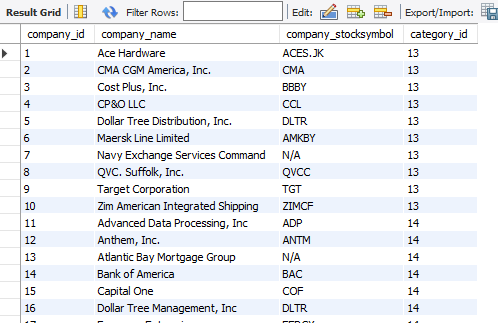 Result Grid Filter Rows: Edit: Export/Import:
company_id company_name company_stocksymbol category_id
1 Ace Hardware ACES.JK 13
2 CMA CGM America, Inc. CMA 13
3 Cost Plus, Inc. BBBY 13
4 CP&O LLC CCL 13
5 Dollar Tree Distribution, Inc. DLTR 13
6 Maersk Line Limited AMKBY 13
7 Navy Exchange Services Command N/A 13
8 QVC. Suffolk, Inc. QVCC 13
9 Target Corporation TGT 13
10 Zim American Integrated Shipping ZIMCF 13
11 Advanced Data Processing, Inc ADP 14
12 Anthem, Inc. ANTM 14
13 Atlantic Bay Mortgage Group N/A 14
14 Bank of America BAC 14
15 Capital One COF 14
16 Dollar Tree Management, Inc DLTR 14